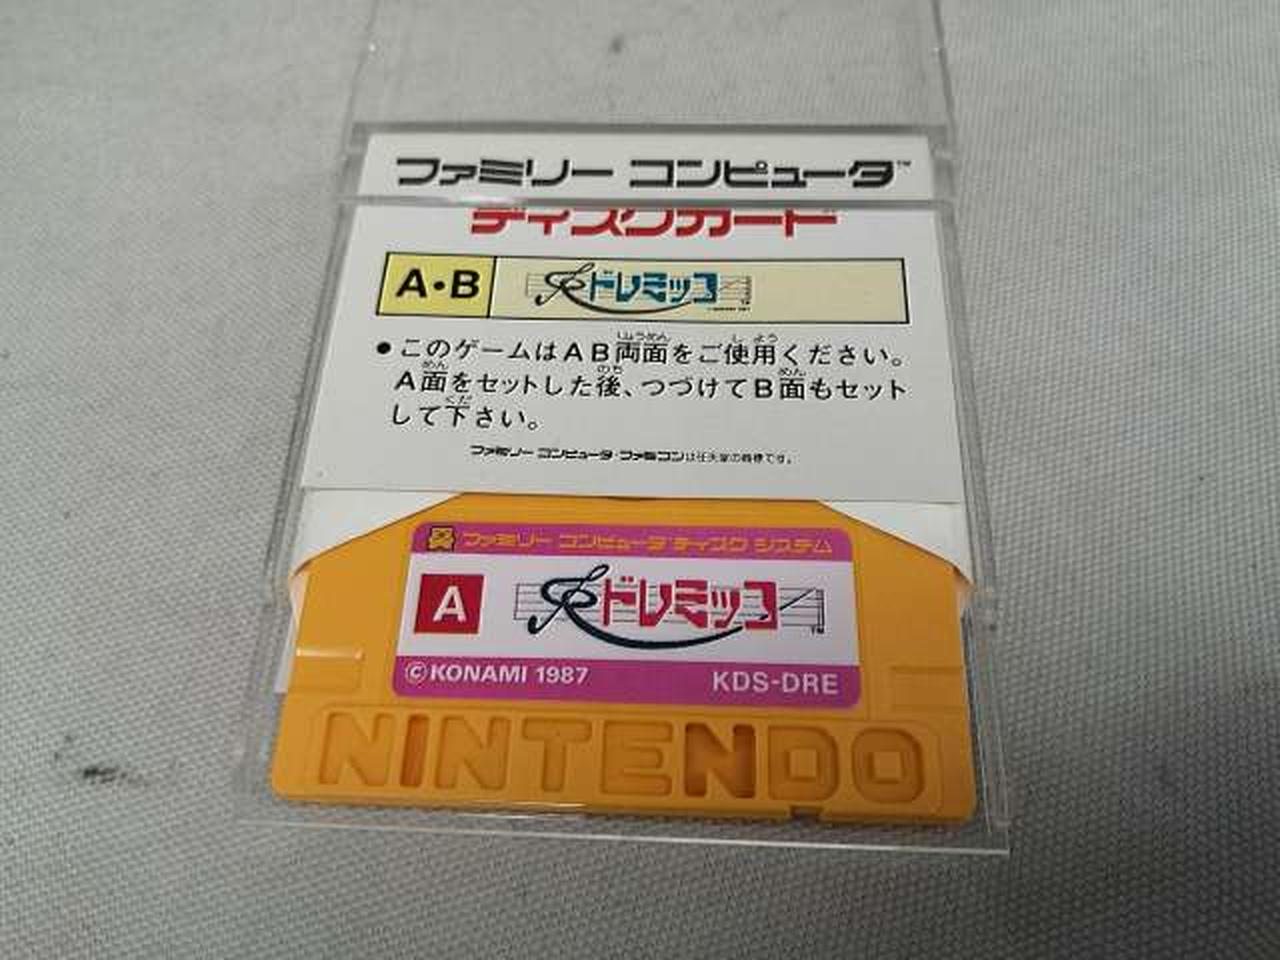 ファミリー コンピュータ™
ディスクカード
A・B ドレミッコ
●このゲームはAB両面をご使用ください。
A面をセットした後、つづけてB面もセット
して下さい。
ファミリー コンピュータ・ファミコンは任天堂の商標です。
ファミリー コンピュータ ディスク システム
A ドレミッコ™
©KONAMI 1987 KDS-DRE
NINTENDO